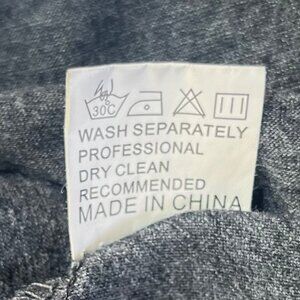 30C
WASH SEPARATELY
PROFESSIONAL
DRY CLEAN
RECOMMENDED
MADE IN CHINA